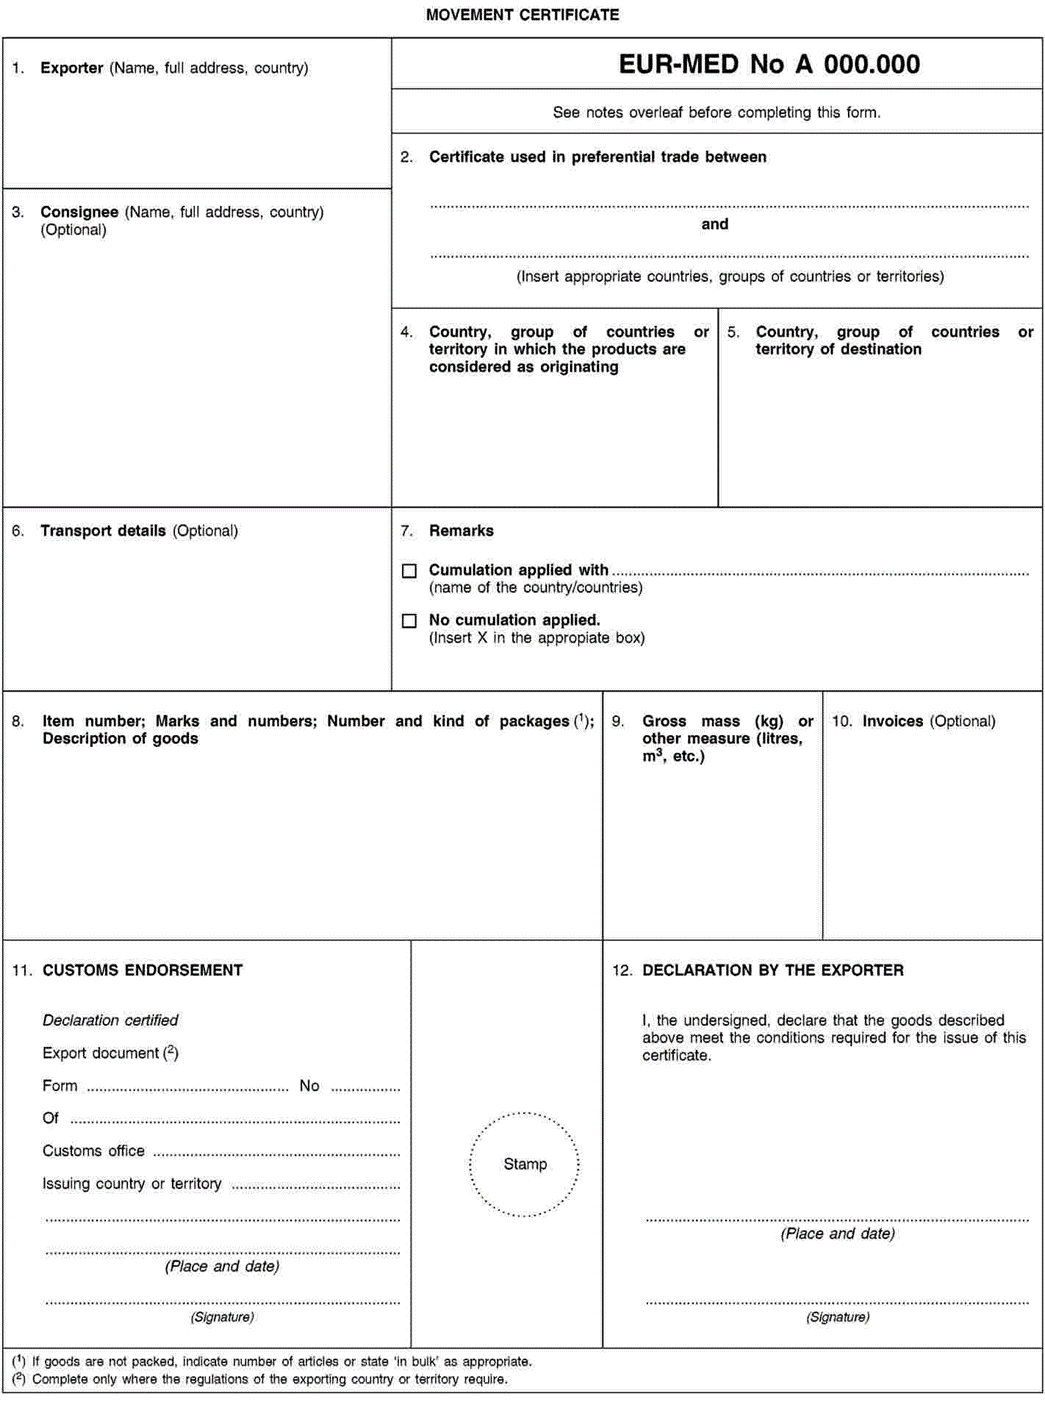 MOVEMENT CERTIFICATE
1. Exporter (Name, full address, country)
EUR-MED No A 000.000
See notes overleaf before completing this form.
2. Certificate used in preferential trade between
and
(Insert appropriate countries, groups of countries or territories)
3. Consignee (Name, full address, country)
(Optional)
4. Country, group of countries or
territory in which the products are
considered as originating
5. Country, group of countries or
territory of destination
6. Transport details (Optional)
7. Remarks
Cumulation applied with
(name of the country/countries)
No cumulation applied.
(Insert X in the appropiate box)
8. Item number; Marks and numbers; Number and kind of packages (1);
Description of goods
9. Gross mass (kg) or
other measure (litres,
m3, etc.)
10. Invoices (Optional)
11. CUSTOMS ENDORSEMENT
Declaration certified
Export document (2)
Form ........ No ........
Of
Customs office
Issuing country or territory
(Place and date)
(Signature)
Stamp
12. DECLARATION BY THE EXPORTER
I, the undersigned, declare that the goods described
above meet the conditions required for the issue of this
certificate.
(Place and date)
(Signature)
(1) If goods are not packed, indicate number of articles or state ‘in bulk’ as appropriate.
(2) Complete only where the regulations of the exporting country or territory require.